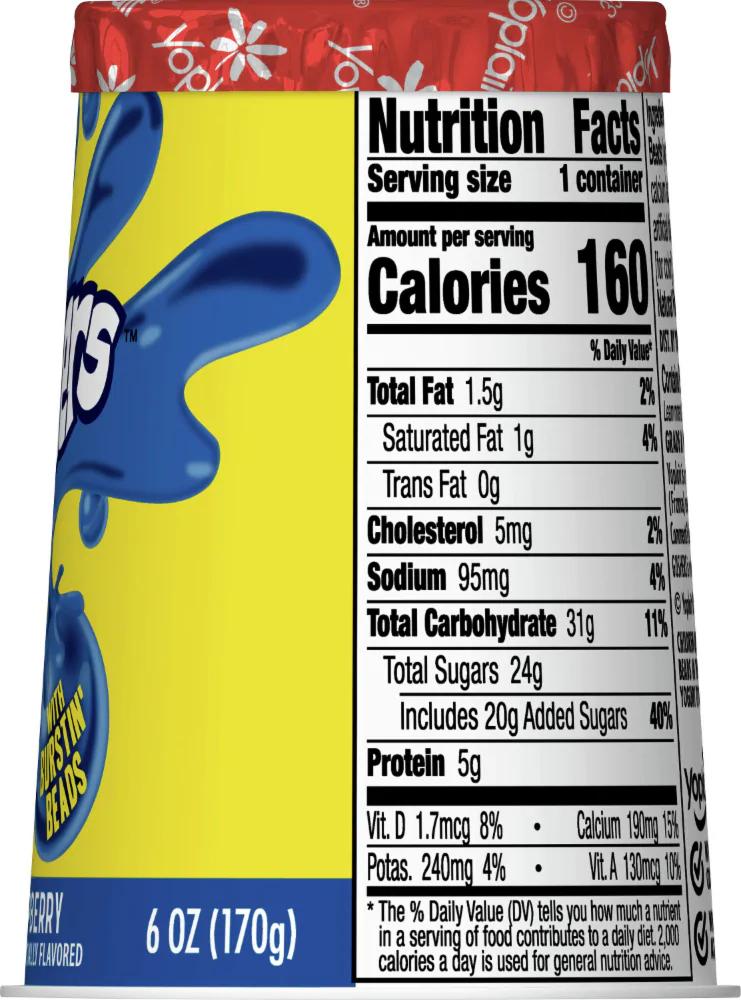 Yoplait
Nutrition Facts
Serving size 1 container
Amount per serving
Calories 160
% Daily Value*
Total Fat 1.5g 2%
Saturated Fat 1g 4%
Trans Fat 0g
Cholesterol 5mg 2%
Sodium 95mg 4%
Total Carbohydrate 31g 11%
Total Sugars 24g
Includes 20g Added Sugars 40%
Protein 5g
Vit. D 1.7mcg 8% • Calcium 190mg 15%
Potas. 240mg 4% • Vit. A 130mcg 10%
* The % Daily Value (DV) tells you how much a nutrient
in a serving of food contributes to a daily diet. 2,000
calories a day is used for general nutrition advice.
TM
WITH
BURSTIN'
BEADS
BERRY
FLAVORED
6 OZ (170g)